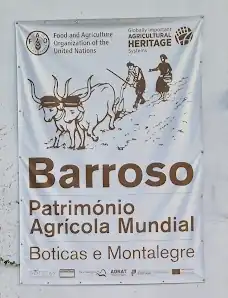 Food and Agriculture
Organization of the
United Nations
Globally Important
AGRICULTURAL
HERITAGE
Systems
Barroso
Património
Agrícola Mundial
Boticas e Montalegre
ADRAT